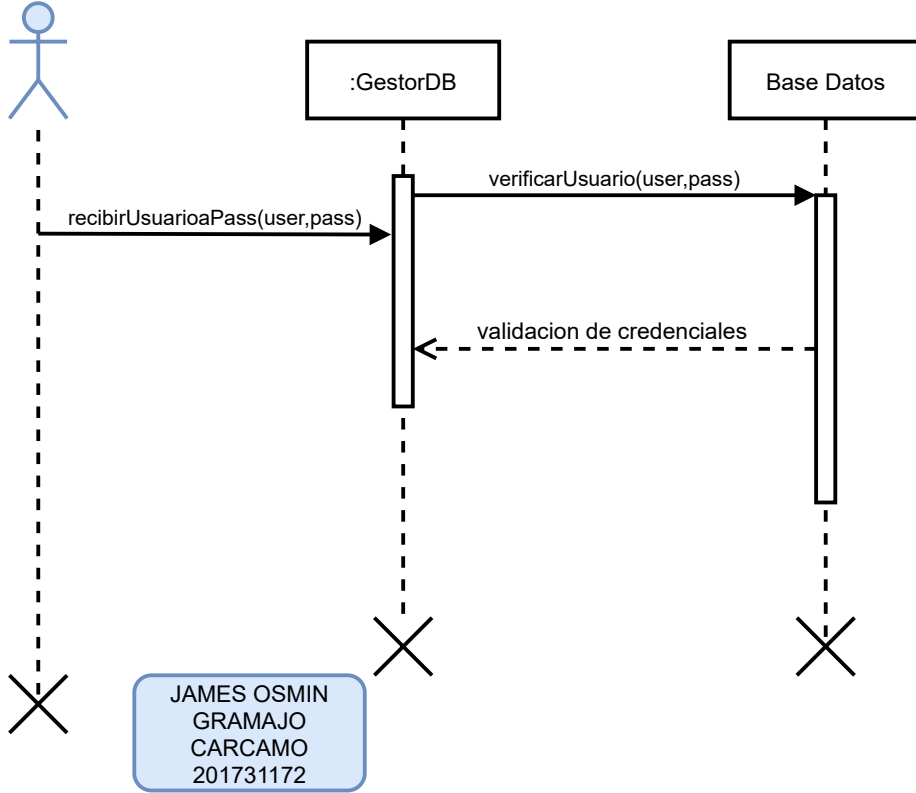 :GestorDB
Base Datos
verificarUsuario(user,pass)
recibirUsuarioaPass(user,pass)
validacion de credenciales
JAMES OSMIN
GRAMAJO
CARCAMO
201731172